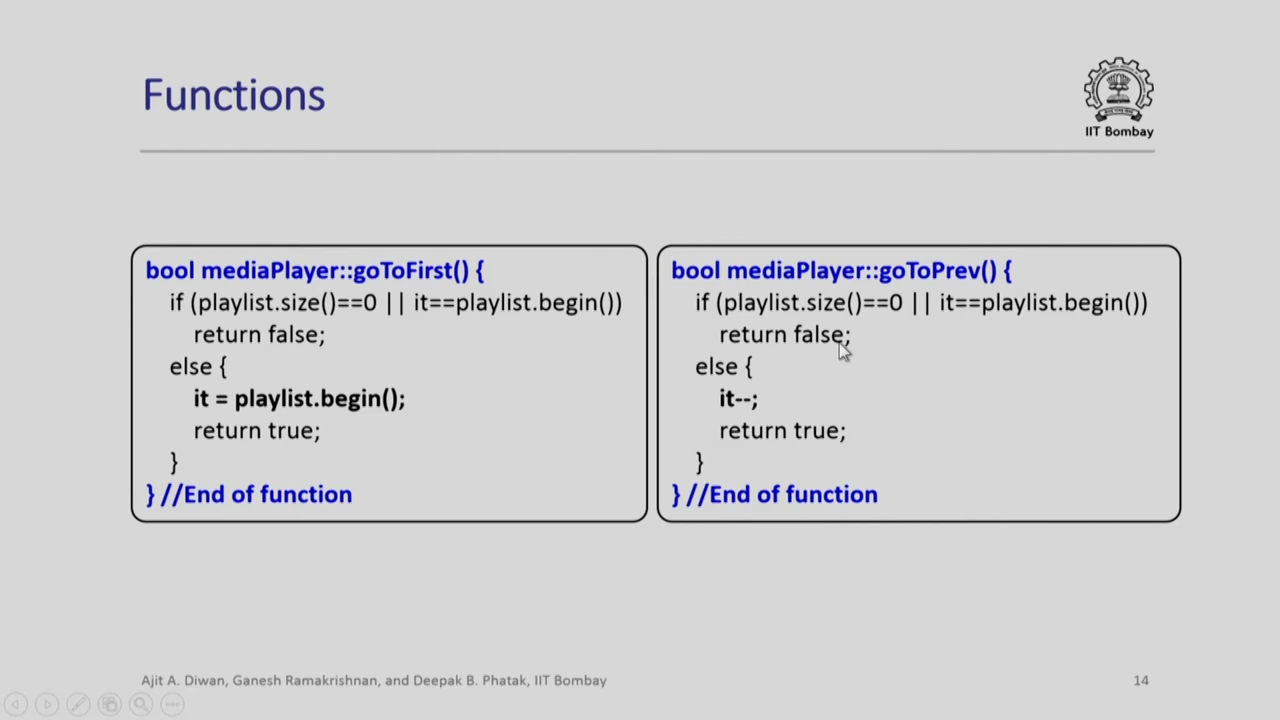 Functions
IIT Bombay
bool mediaPlayer::goToFirst() {
if (playlist.size()==0 || it==playlist.begin())
return false;
else {
it = playlist.begin();
return true;
}
} //End of function
bool mediaPlayer::goToPrev() {
if (playlist.size()==0 || it==playlist.begin())
return false;
else {
it--;
return true;
}
} //End of function
Ajit A. Diwan, Ganesh Ramakrishnan, and Deepak B. Phatak, IIT Bombay
14